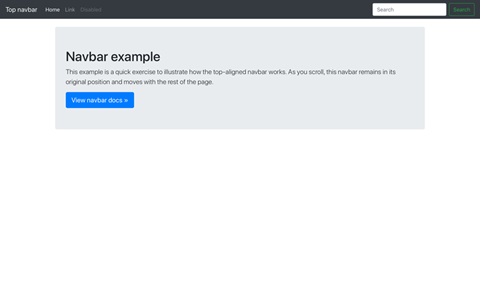 Top navbar Home Link Disabled Search Search
Navbar example
This example is a quick exercise to illustrate how the top-aligned navbar works. As you scroll, this navbar remains in its
original position and moves with the rest of the page.
View navbar docs »